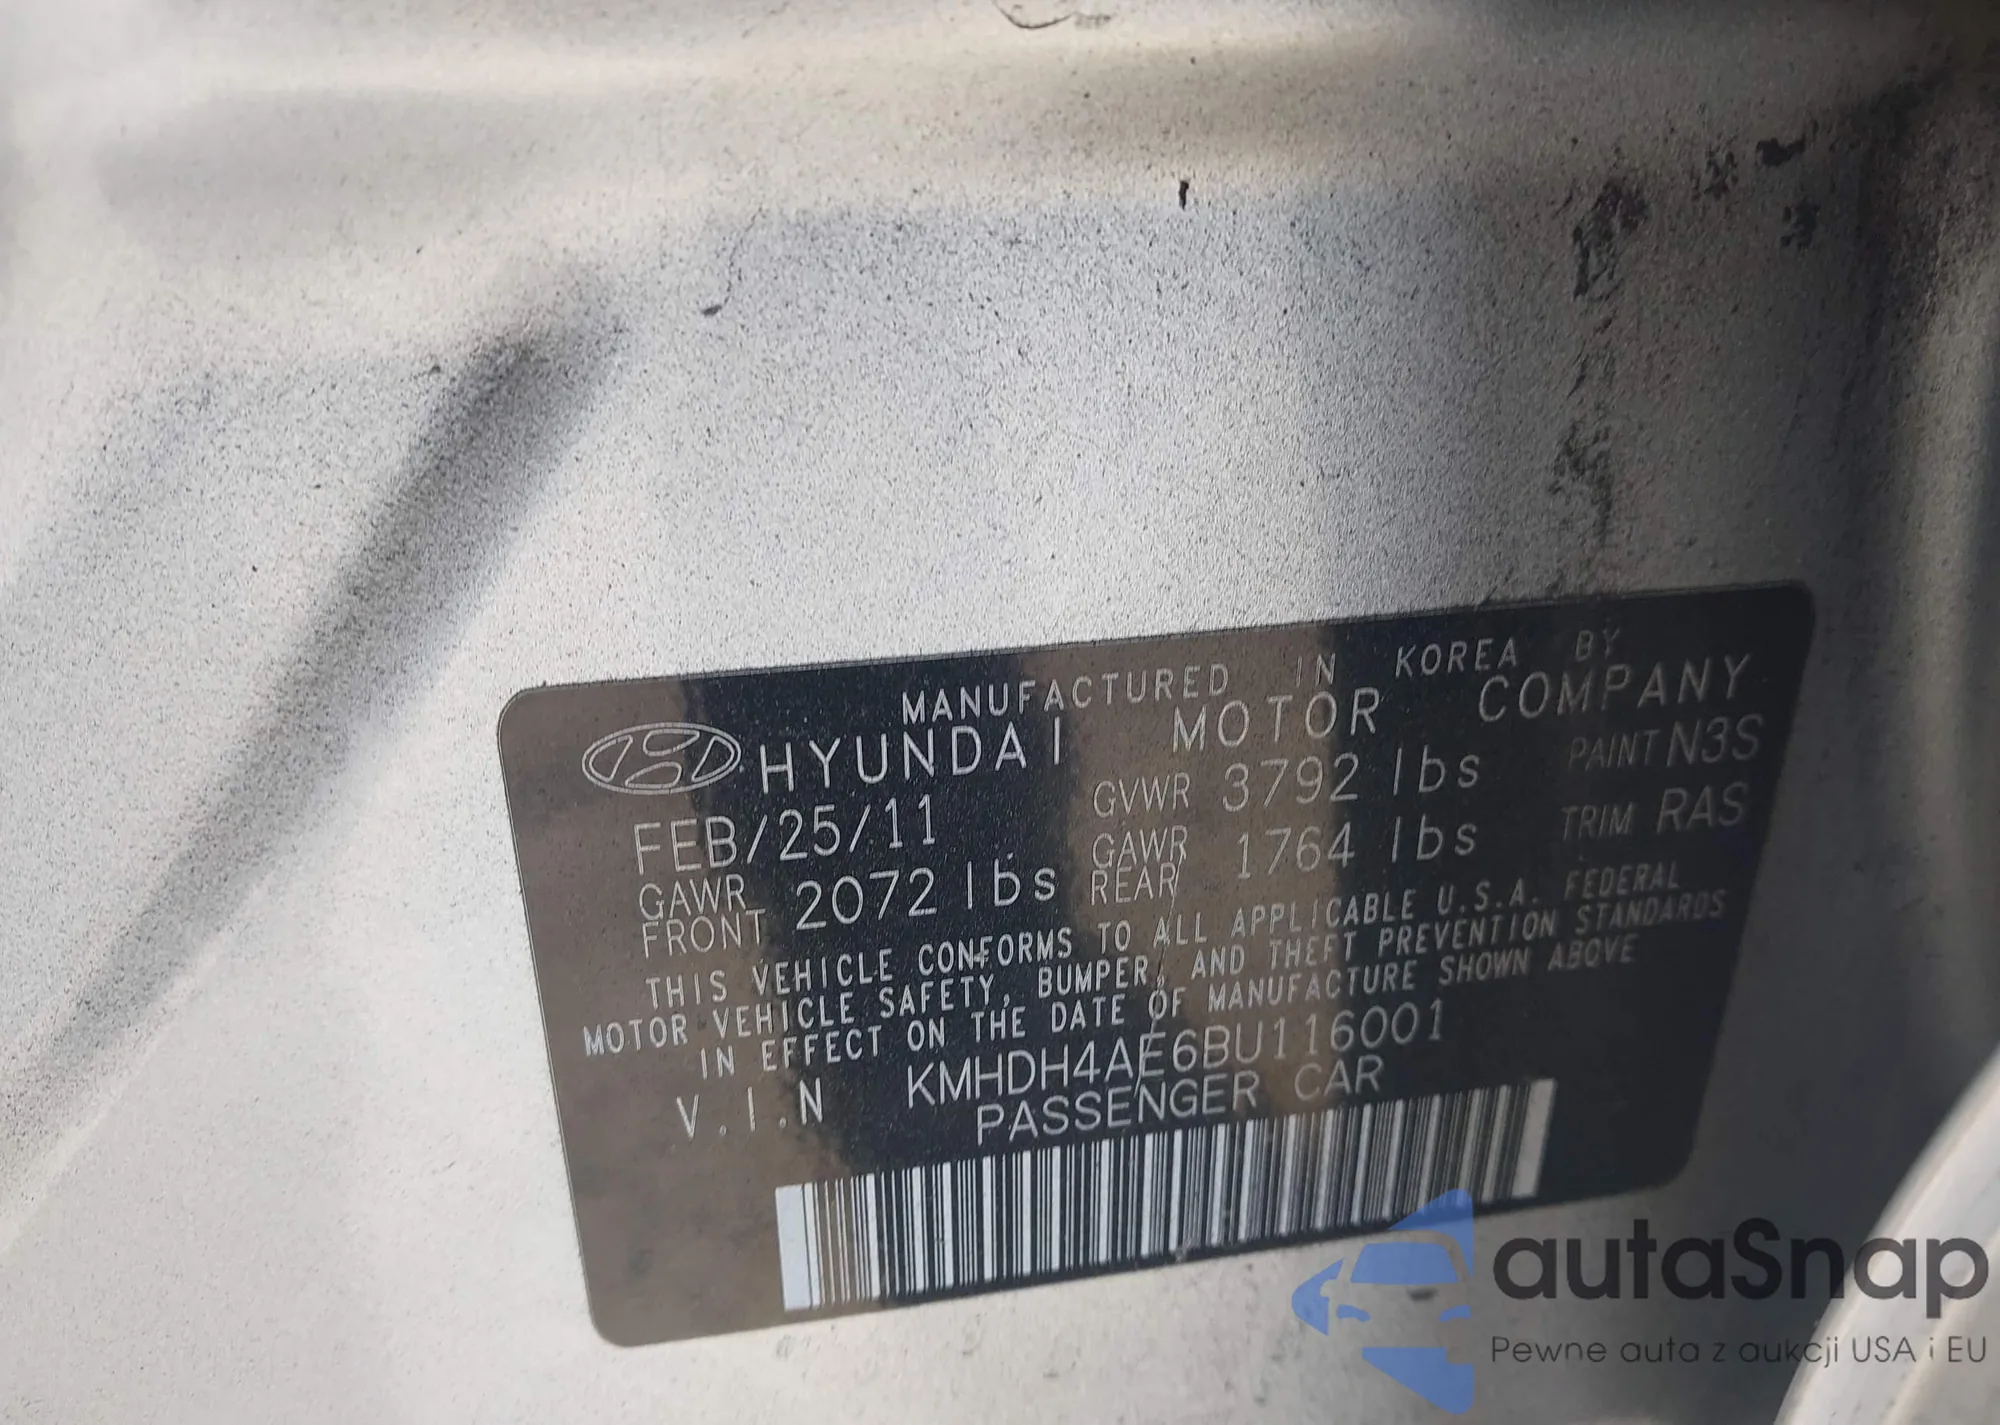 MANUFACTURED IN KOREA BY
HYUNDAI MOTOR COMPANY
FEB/25/11 GVWR 3792 lbs PAINT N3S
GAWR FRONT 2072 lbs GAWR REAR 1764 lbs TRIM RAS
THIS VEHICLE CONFORMS TO ALL APPLICABLE U.S.A. FEDERAL
MOTOR VEHICLE SAFETY, BUMPER, AND THEFT PREVENTION STANDARDS
IN EFFECT ON THE DATE OF MANUFACTURE SHOWN ABOVE
V.I.N KMHDH4AE6BU116001
PASSENGER CAR
autaSnap
Pewne auta z aukcji USA i EU